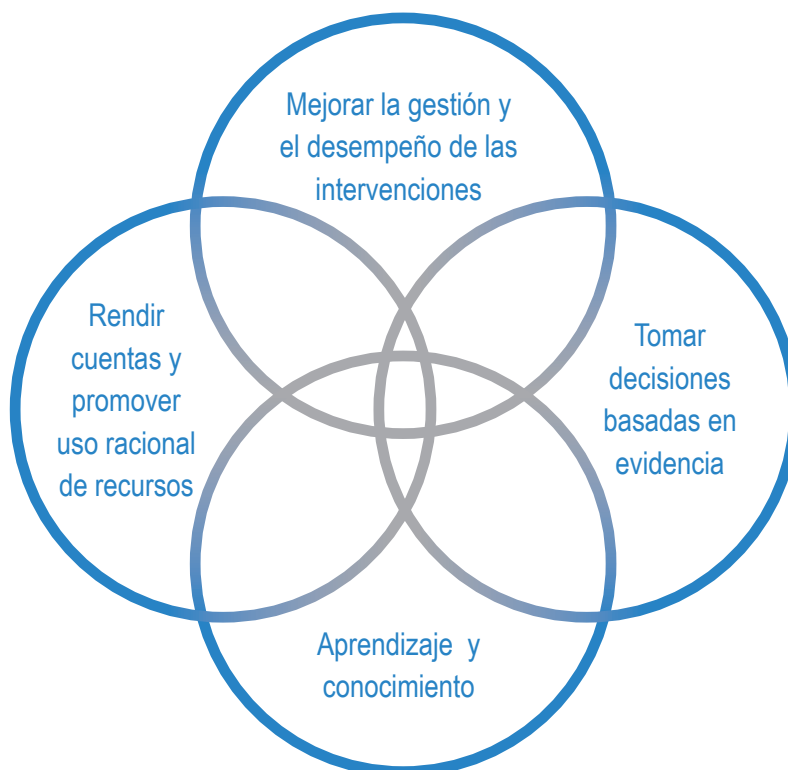 Mejorar la gestión y
el desempeño de las
intervenciones
Rendir
cuentas y
promover
uso racional
de recursos
Tomar
decisiones
basadas en
evidencia
Aprendizaje y
conocimiento